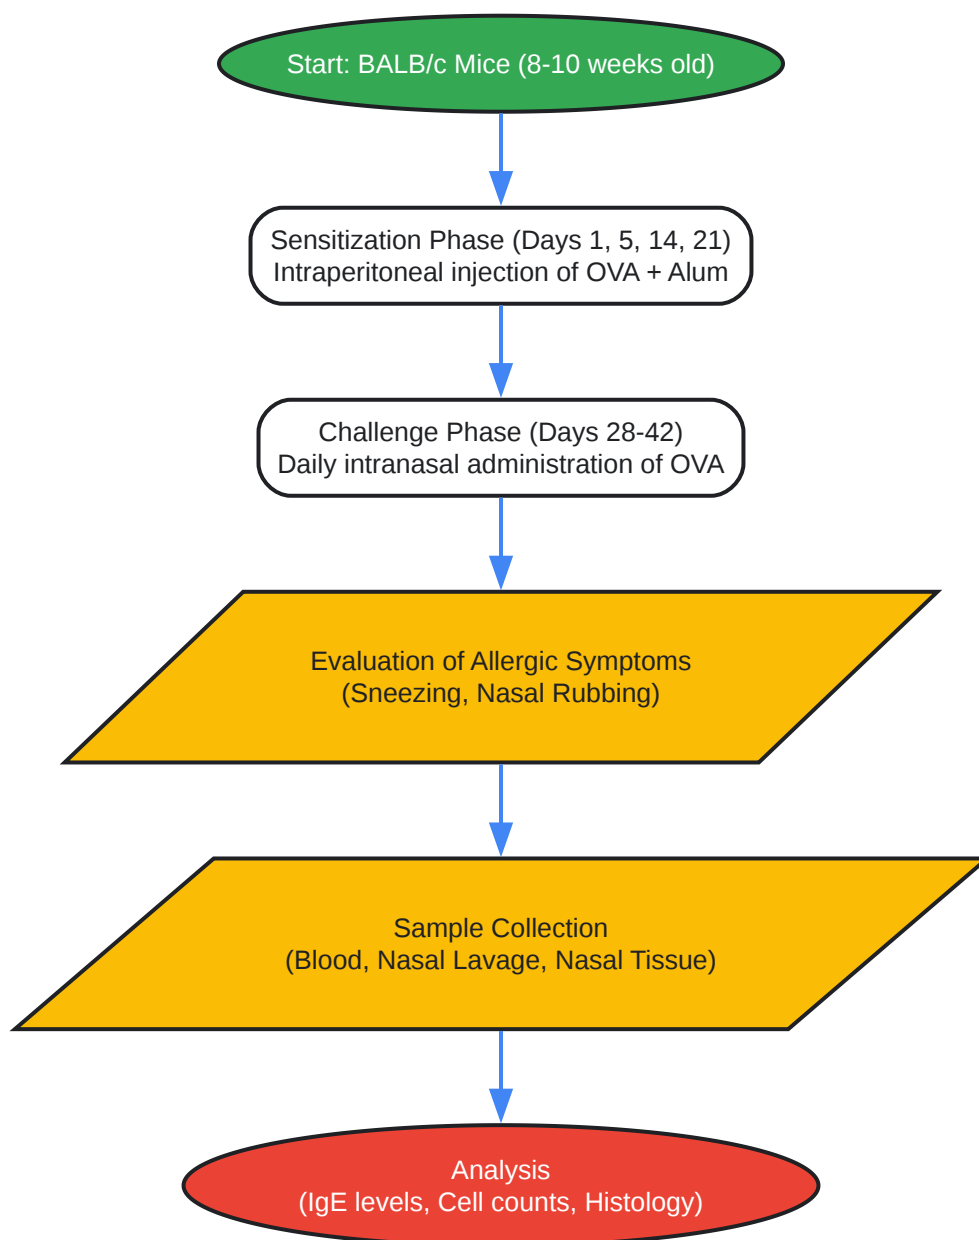 Start: BALB/c Mice (8-10 weeks old)
Sensitization Phase (Days 1, 5, 14, 21)
Intraperitoneal injection of OVA + Alum
Challenge Phase (Days 28-42)
Daily intranasal administration of OVA
Evaluation of Allergic Symptoms
(Sneezing, Nasal Rubbing)
Sample Collection
(Blood, Nasal Lavage, Nasal Tissue)
Analysis
(IgE levels, Cell counts, Histology)